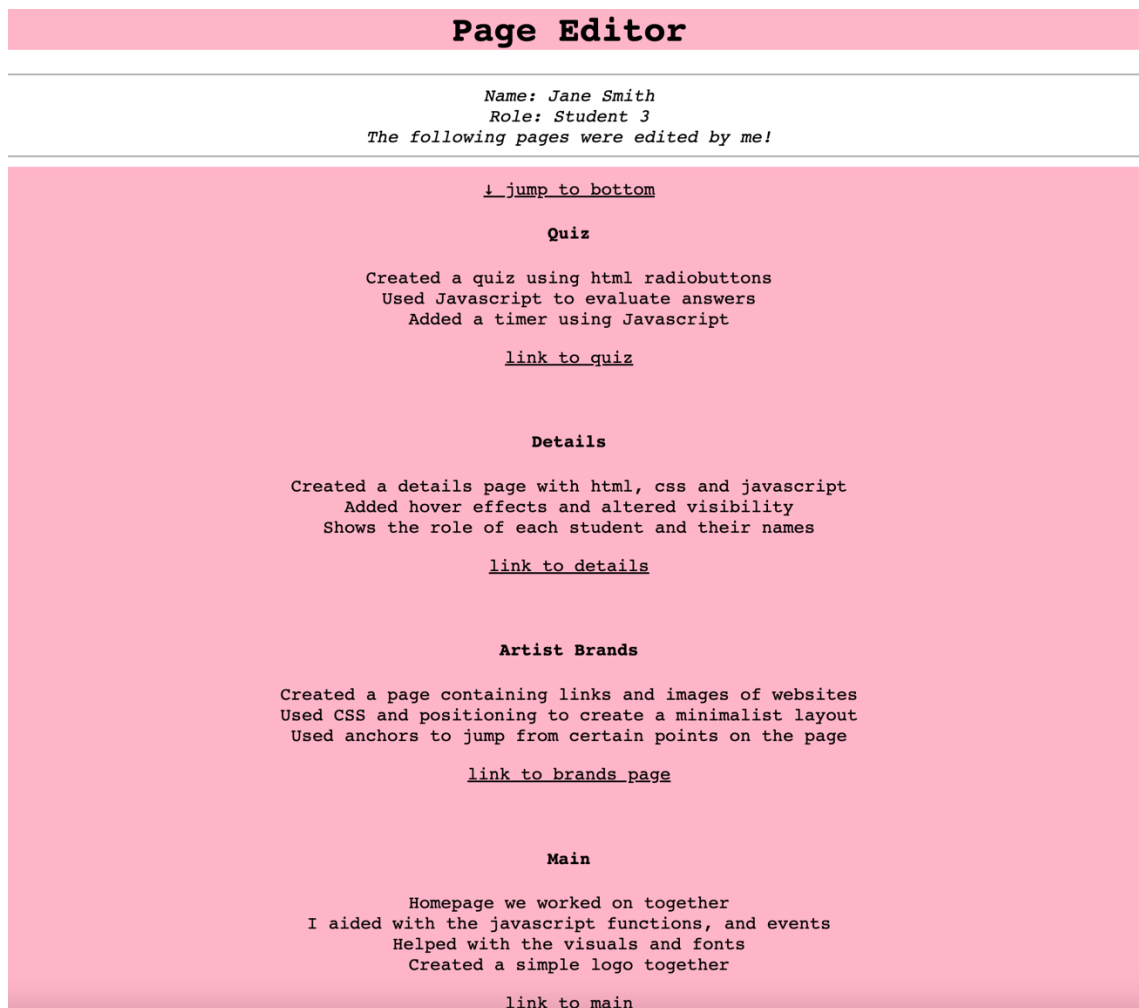 Page Editor
Name: Jane Smith
Role: Student 3
The following pages were edited by me!
↓ jump to bottom
Quiz
Created a quiz using html radiobuttons
Used Javascript to evaluate answers
Added a timer using Javascript
link to quiz
Details
Created a details page with html, css and javascript
Added hover effects and altered visibility
Shows the role of each student and their names
link to details
Artist Brands
Created a page containing links and images of websites
Used CSS and positioning to create a minimalist layout
Used anchors to jump from certain points on the page
link to brands page
Main
Homepage we worked on together
I aided with the javascript functions, and events
Helped with the visuals and fonts
Created a simple logo together
link to main